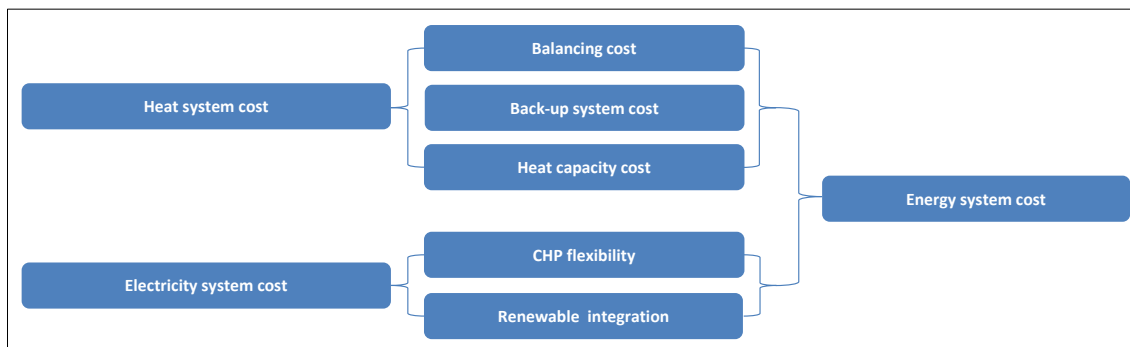 Heat system cost
Balancing cost
Back-up system cost
Heat capacity cost
Electricity system cost
CHP flexibility
Renewable integration
Energy system cost